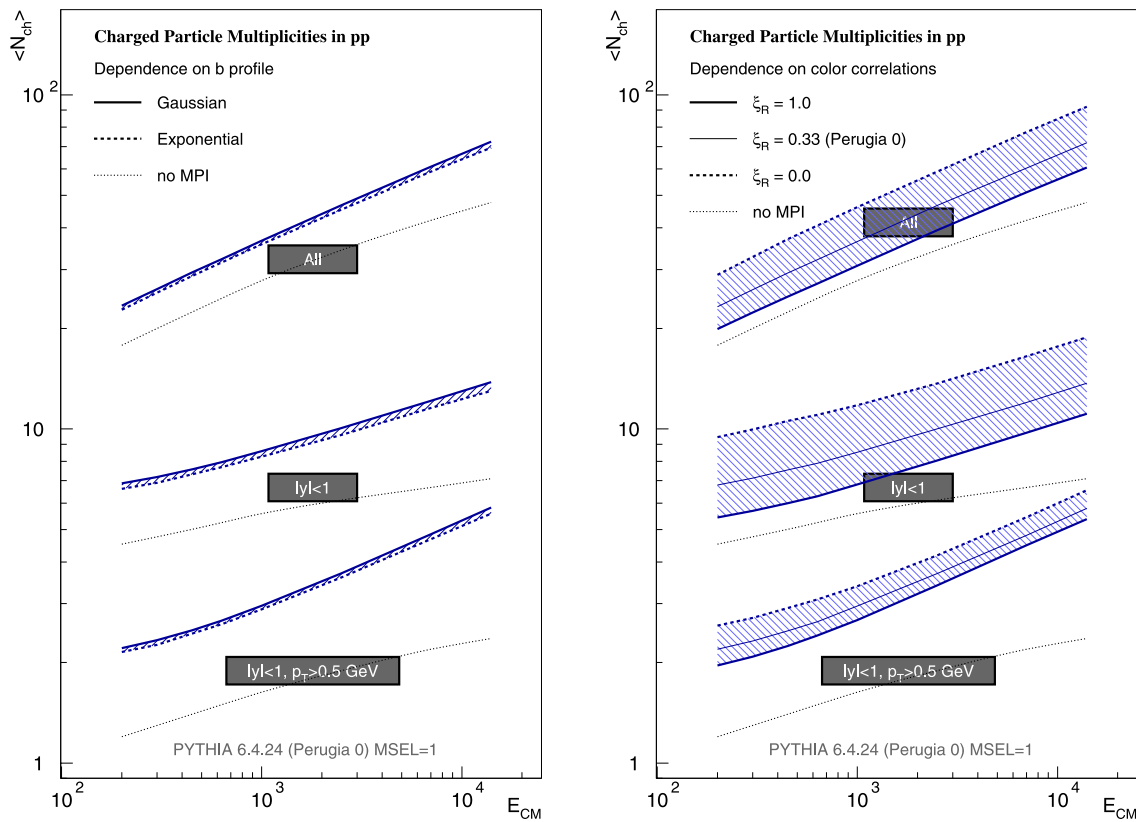 <N_ch>
Charged Particle Multiplicities in pp
Dependence on b profile
Gaussian
Exponential
no MPI
10^2
All
10
|y|<1
|y|<1, p_T>0.5 GeV
PYTHIA 6.4.24 (Perugia 0) MSEL=1
1
10^2
10^3
10^4
E_CM
<N_ch>
Charged Particle Multiplicities in pp
Dependence on color correlations
ξ_R = 1.0
ξ_R = 0.33 (Perugia 0)
ξ_R = 0.0
no MPI
10^2
All
10
|y|<1
|y|<1, p_T>0.5 GeV
PYTHIA 6.4.24 (Perugia 0) MSEL=1
1
10^2
10^3
10^4
E_CM